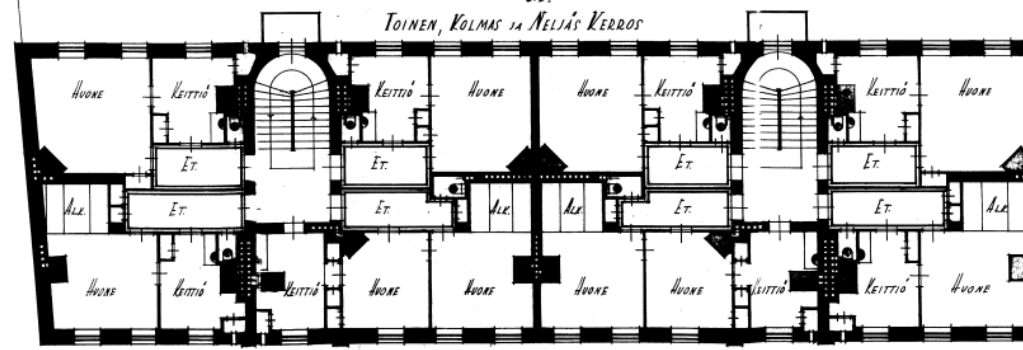 TOINEN, KOLMAS JA NELJÄS KERROS
HUONE KEITTIÖ KEITTIÖ HUONE HUONE KEITTIÖ KEITTIÖ HUONE
ET. ET. ET. ET.
ALK. ET. ET. ALK. ALK. ET. ET. ALK.
HUONE KEITTIÖ KEITTIÖ HUONE HUONE HUONE HUONE KEITTIÖ KEITTIÖ HUONE